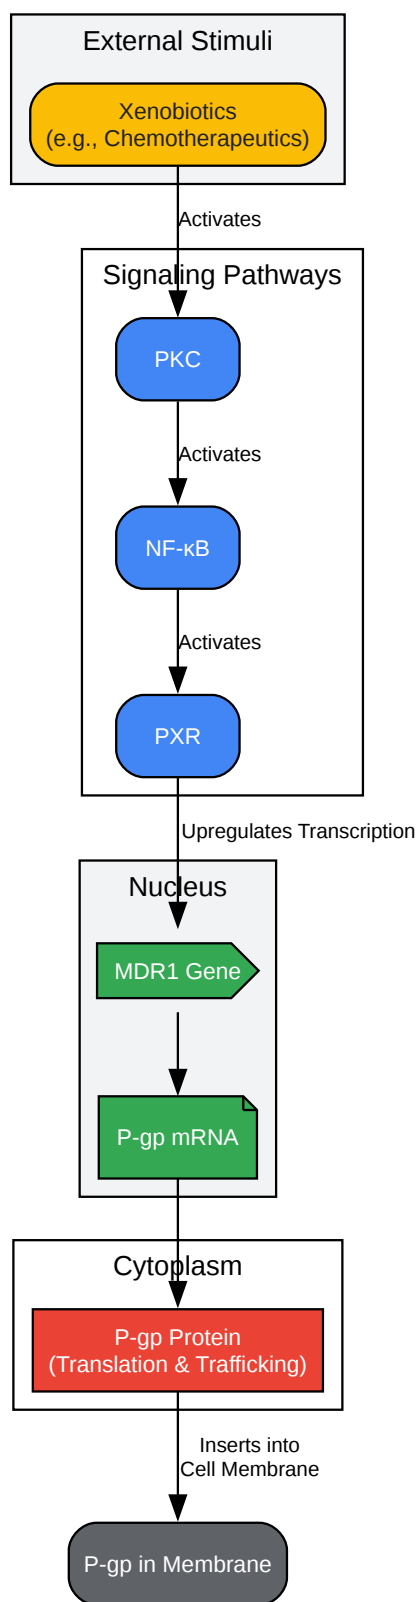 External Stimuli
Xenobiotics
(e.g., Chemotherapeutics)
Activates
Signaling Pathways
PKC
Activates
NF-κB
Activates
PXR
Upregulates Transcription
Nucleus
MDR1 Gene
P-gp mRNA
Cytoplasm
P-gp Protein
(Translation & Trafficking)
Inserts into
Cell Membrane
P-gp in Membrane